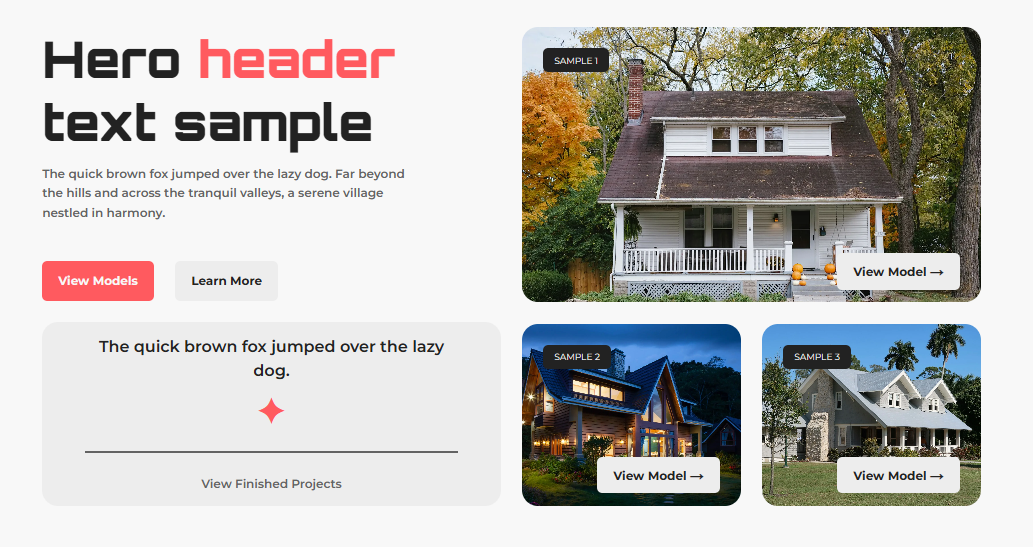 Hero header
text sample
The quick brown fox jumped over the lazy dog. Far beyond
the hills and across the tranquil valleys, a serene village
nestled in harmony.
View Models
Learn More
SAMPLE 1
View Model →
The quick brown fox jumped over the lazy
dog.
View Finished Projects
SAMPLE 2
View Model →
SAMPLE 3
View Model →